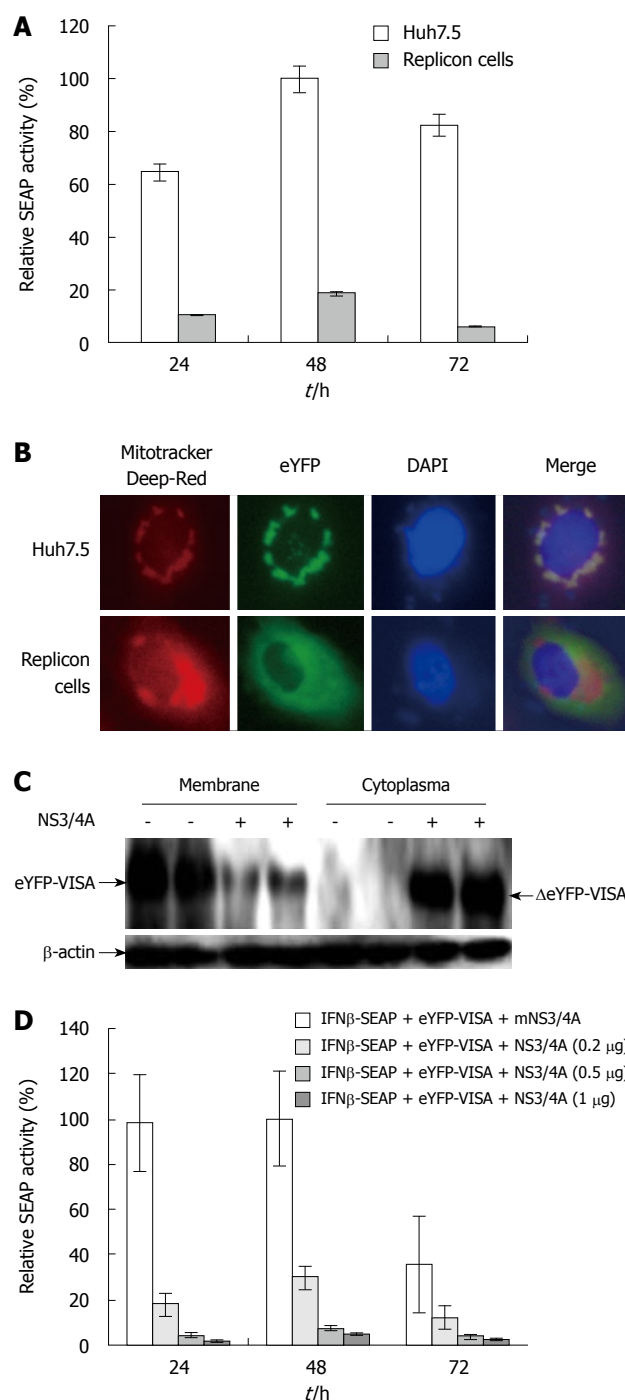 A
120
100
80
60
40
20
0
Relative SEAP activity (%)
Huh7.5
Replicon cells
24 48 72
t/h
B
Mitotracker
Deep-Red
eYFP
DAPI
Merge
Huh7.5
Replicon
cells
C
Membrane Cytoplasma
NS3/4A - - + + - - + +
eYFP-VISA
ΔeYFP-VISA
β-actin
D
140
120
100
80
60
40
20
0
Relative SEAP activity (%)
IFNβ-SEAP + eYFP-VISA + mNS3/4A
IFNβ-SEAP + eYFP-VISA + NS3/4A (0.2 μg)
IFNβ-SEAP + eYFP-VISA + NS3/4A (0.5 μg)
IFNβ-SEAP + eYFP-VISA + NS3/4A (1 μg)
24 48 72
t/h